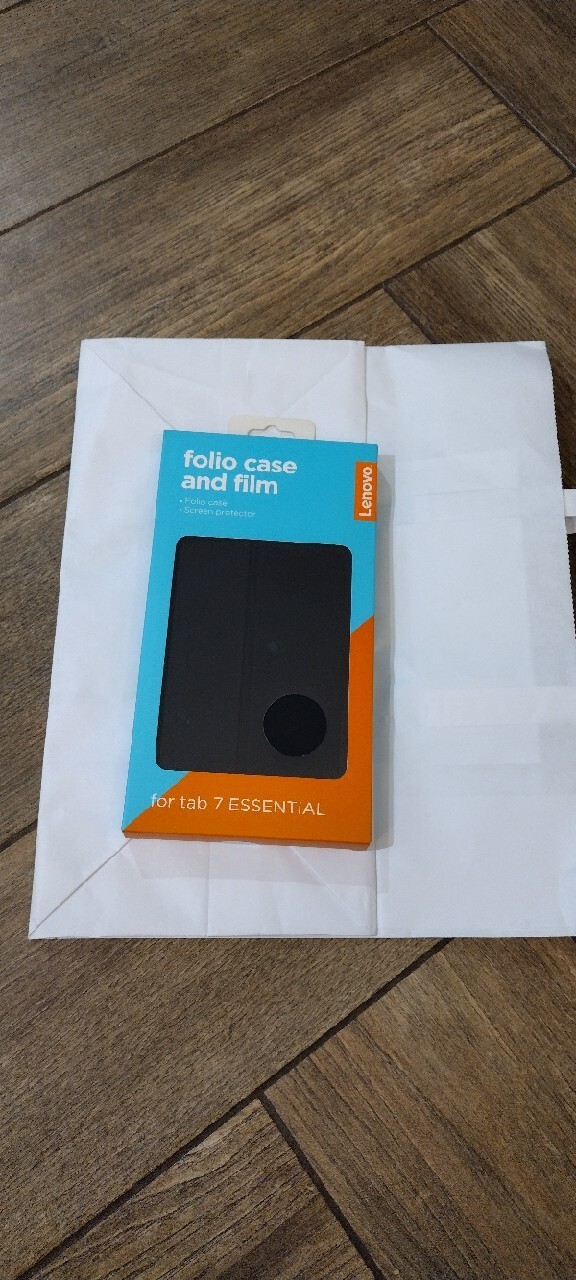 folio case
and film
• Folio case
• Screen protector
Lenovo
for tab 7 ESSENTiAL